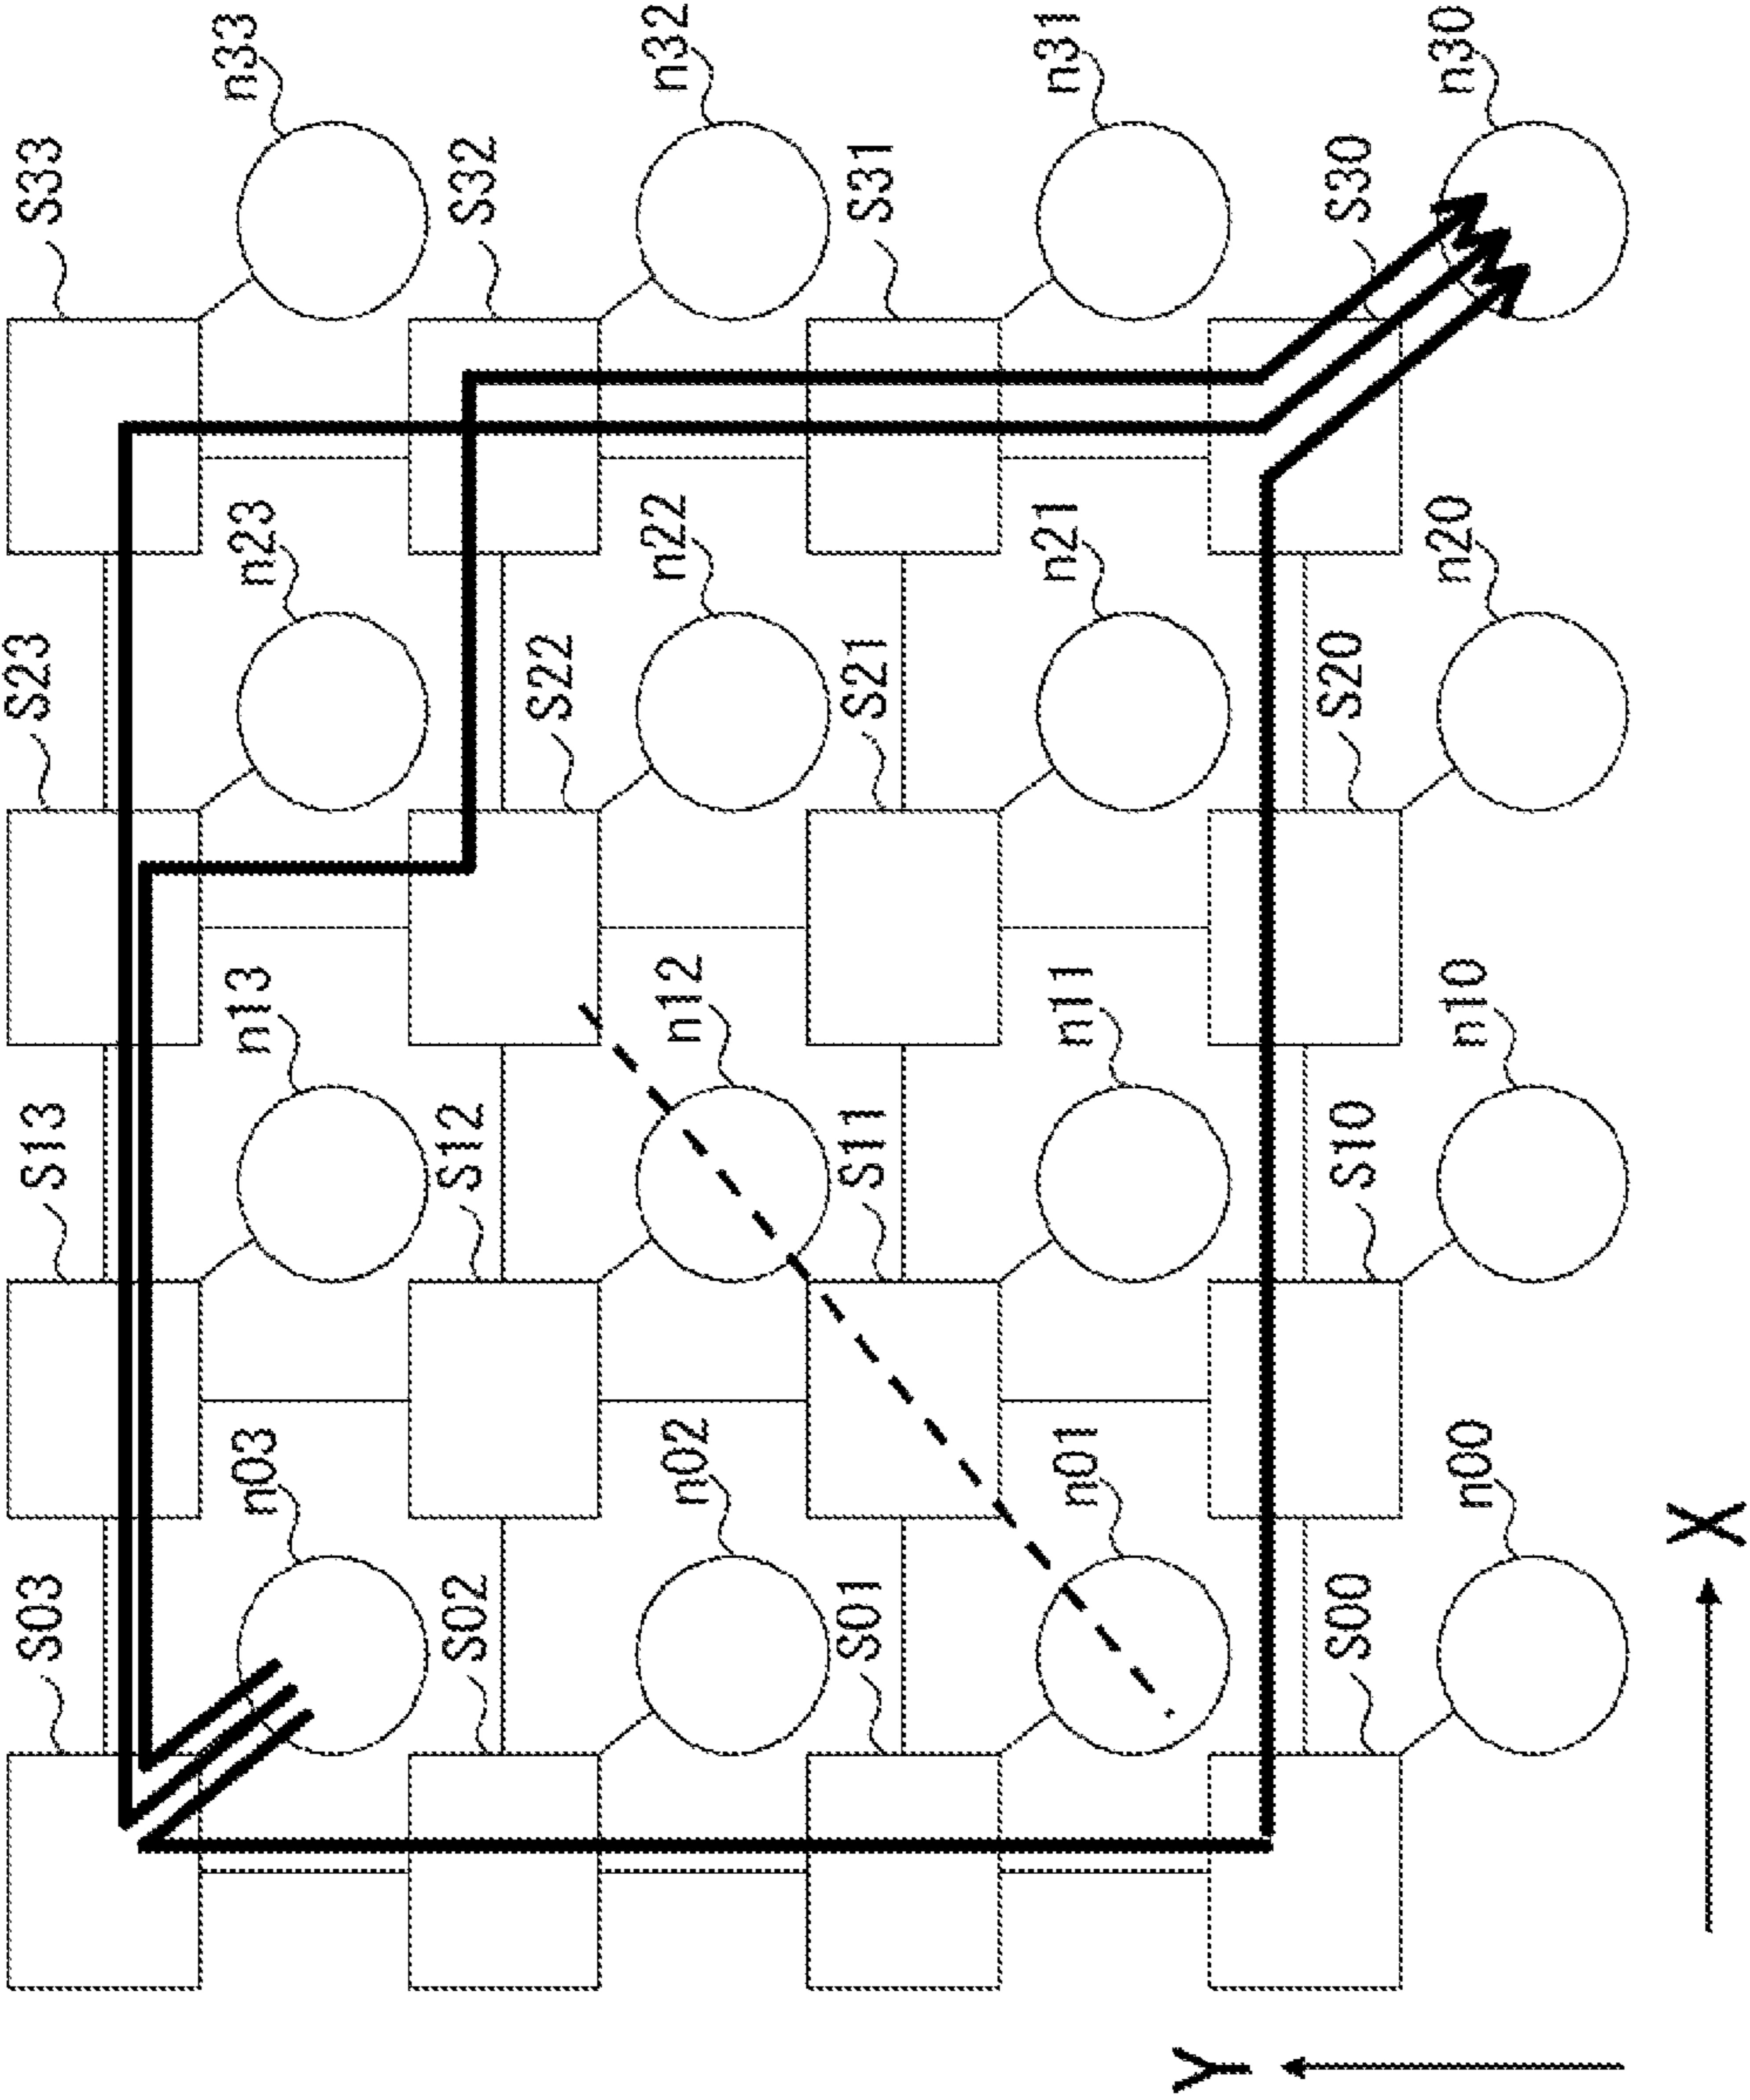 S03 S13 S23 S33
n03 n13 n23 n33
S02 S12 S22 S32
n02 n12 n22 n32
S01 S11 S21 S31
n01 n11 n21 n31
Y
S00 S10 S20 S30
n00 n10 n20 n30
X